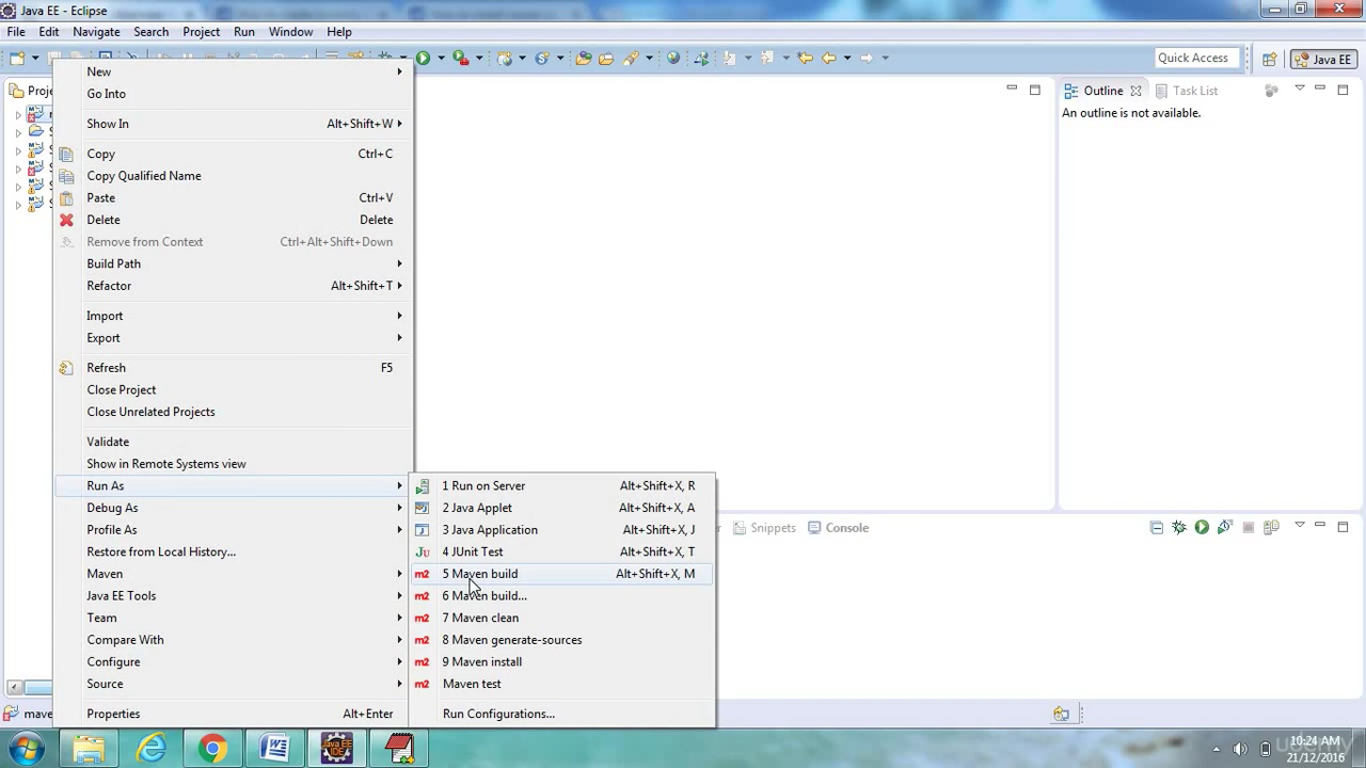 Java EE - Eclipse
File Edit Navigate Search Project Run Window Help
Quick Access
Java EE
Outline
Task List
An outline is not available.
New
Go Into
Show In Alt+Shift+W
Copy Ctrl+C
Copy Qualified Name
Paste Ctrl+V
Delete Delete
Remove from Context Ctrl+Alt+Shift+Down
Build Path
Refactor Alt+Shift+T
Import
Export
Refresh F5
Close Project
Close Unrelated Projects
Validate
Show in Remote Systems view
Run As
Debug As
Profile As
Restore from Local History...
Maven
Java EE Tools
Team
Compare With
Configure
Source
Properties Alt+Enter
1 Run on Server Alt+Shift+X, R
2 Java Applet Alt+Shift+X, A
3 Java Application Alt+Shift+X, J
4 JUnit Test Alt+Shift+X, T
5 Maven build Alt+Shift+X, M
6 Maven build...
7 Maven clean
8 Maven generate-sources
9 Maven install
Maven test
Run Configurations...
Snippets
Console
10:24 AM
21/12/2016
udemy